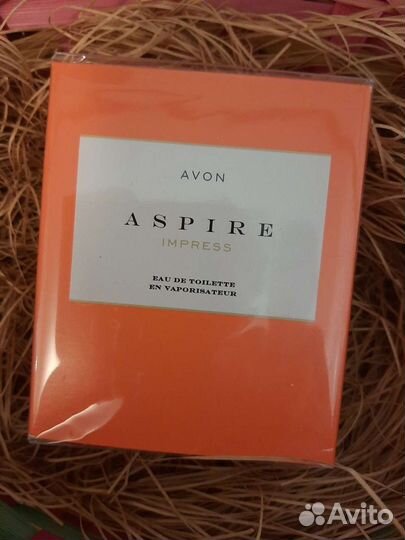 AVON
ASPIRE
IMPRESS
EAU DE TOILETTE
EN VAPORISATEUR
Avito